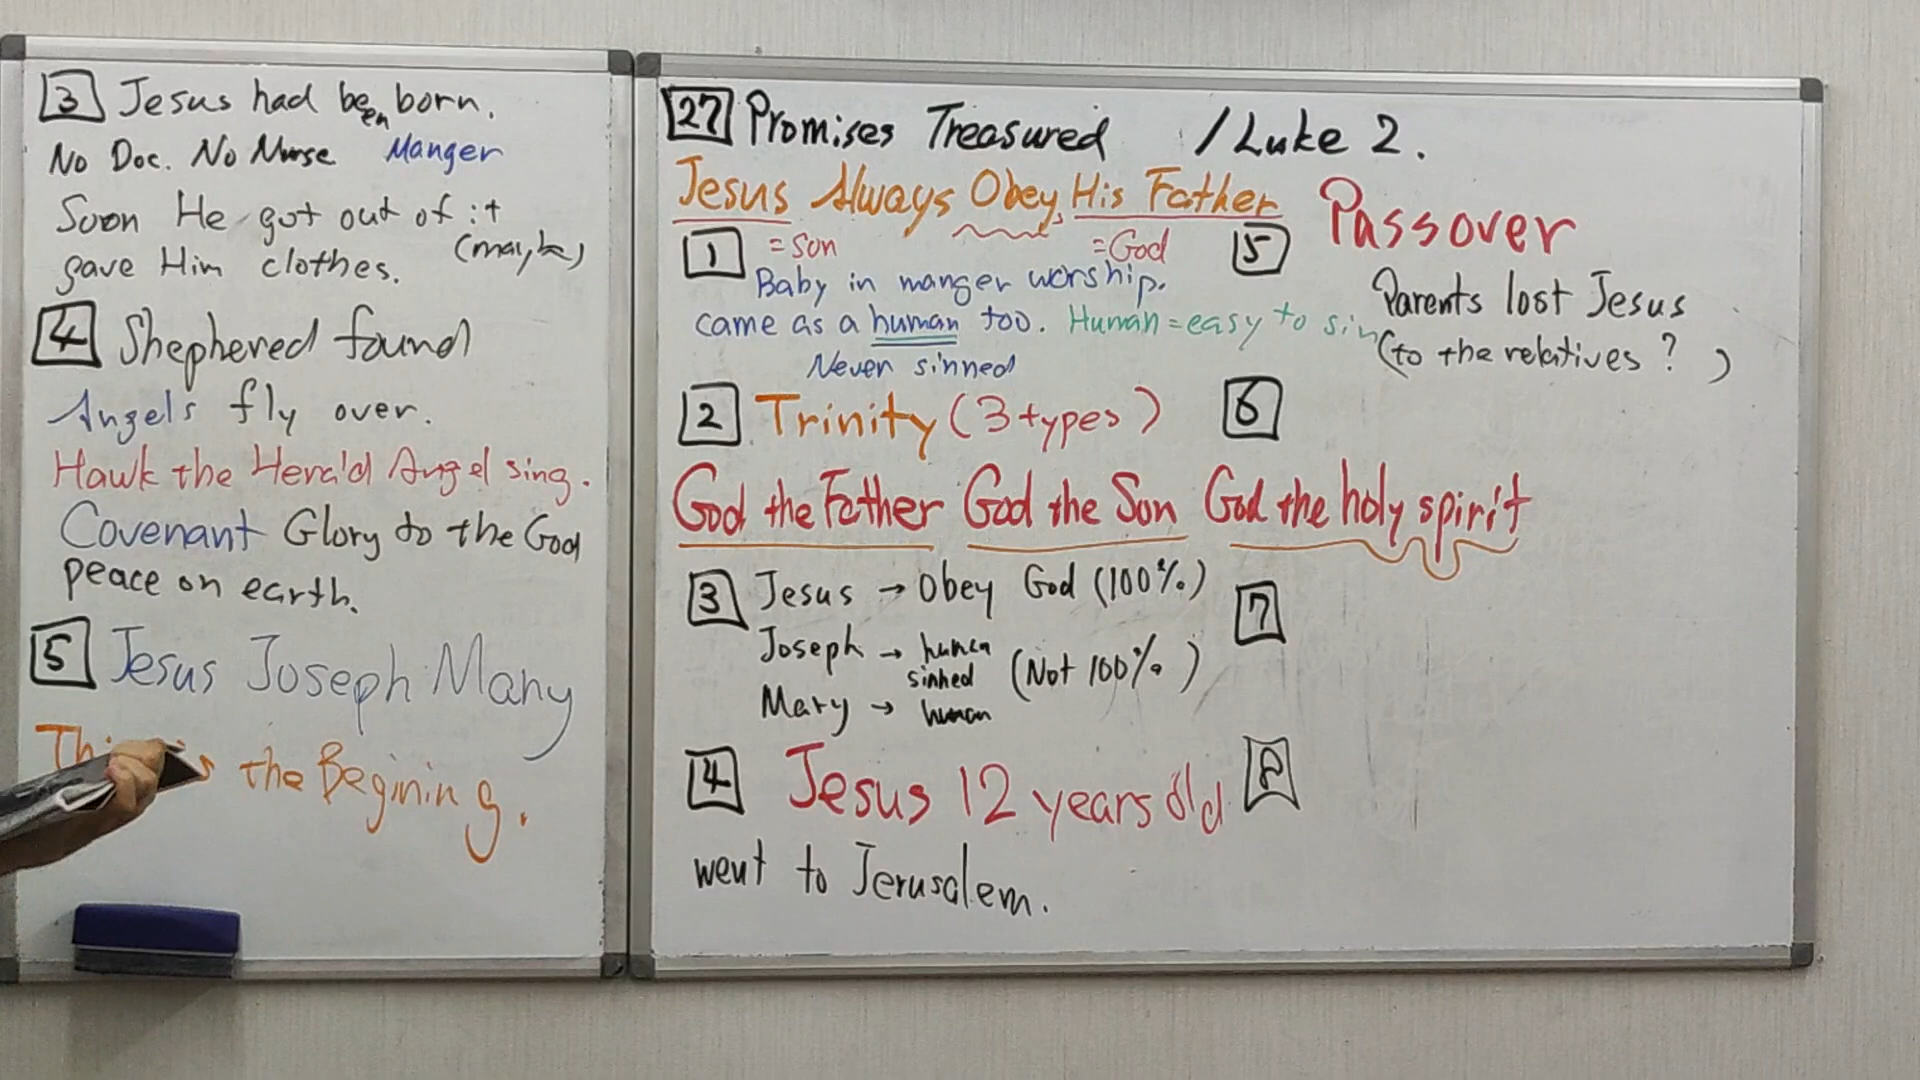 3 Jesus had been born.
No Doc. No Nurse Manger
Soon He got out of it
(maybe)
gave Him clothes.
4 Shephered found
Angels fly over.
Hawk the Herald Angel sing.
Covenant Glory to the God
peace on earth.
5 Jesus Joseph Mary
the Begining.
27 Promises Treasured / Luke 2.
Jesus Always Obey, His Father
= Son = God
1 Baby in manger worship.
came as a human too. Human = easy to sin
Never sinned
2 Trinity (3 types)
God the Father God the Son God the holy spirit
3 Jesus → Obey God (100%)
Joseph → human
sinned (Not 100%)
Mary → human
4 Jesus 12 years old
went to Jerusalem.
5 Passover
Parents lost Jesus
(to the relatives ? )
6
7
8